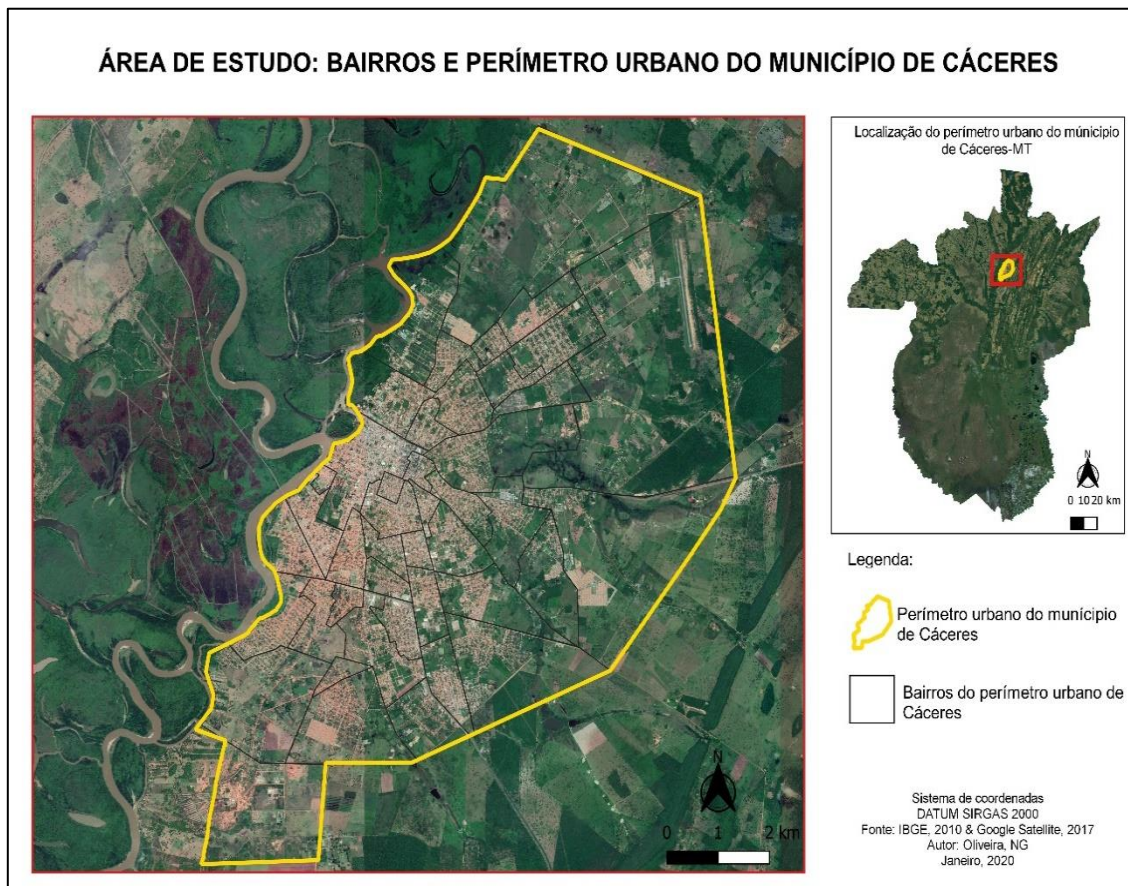 ÁREA DE ESTUDO: BAIRROS E PERÍMETRO URBANO DO MUNICÍPIO DE CÁCERES
Localização do perímetro urbano do múnicipio
de Cáceres-MT
N
0 10 20 km
Legenda:
Perímetro urbano do munícipio
de Cáceres
Bairros do perímetro urbano de
Cáceres
N
0 1 2 km
Sistema de coordenadas
DATUM SIRGAS 2000
Fonte: IBGE, 2010 & Google Satellite, 2017
Autor: Oliveira, NG
Janeiro, 2020